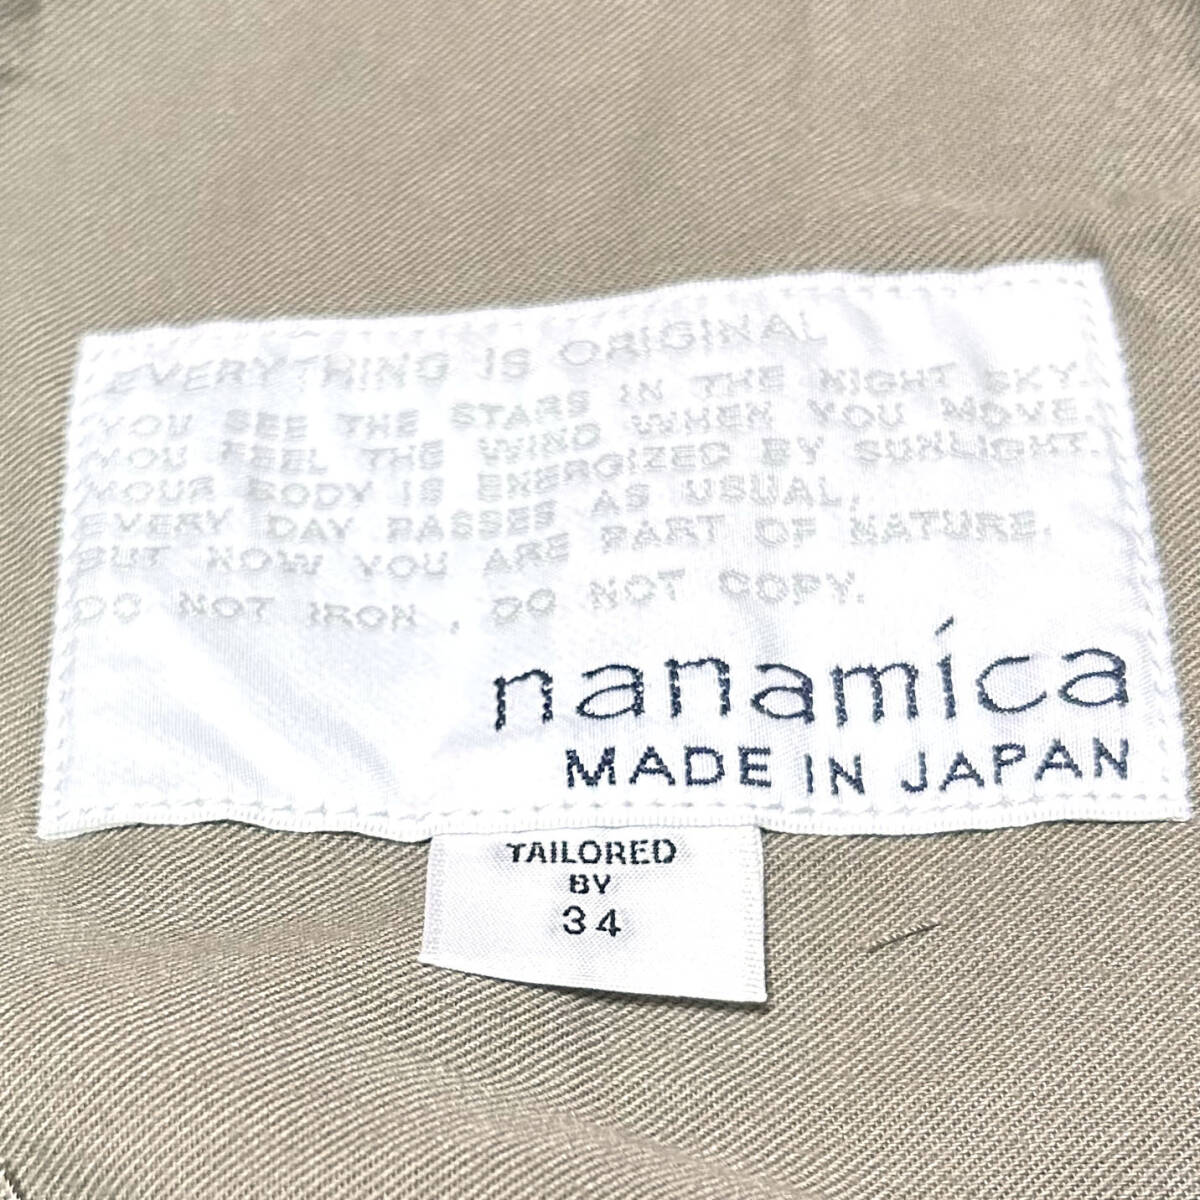 EVERYTHING IS ORIGINAL
YOU SEE THE STARS IN THE NIGHT SKY.
YOU FEEL THE WIND WHEN YOU MOVE.
YOUR BODY IS ENERGIZED BY SUNLIGHT.
EVERY DAY PASSES AS USUAL,
BUT NOW YOU ARE PART OF NATURE.
DO NOT IRON, DO NOT COPY.
nanamica
MADE IN JAPAN
TAILORED
BY
34